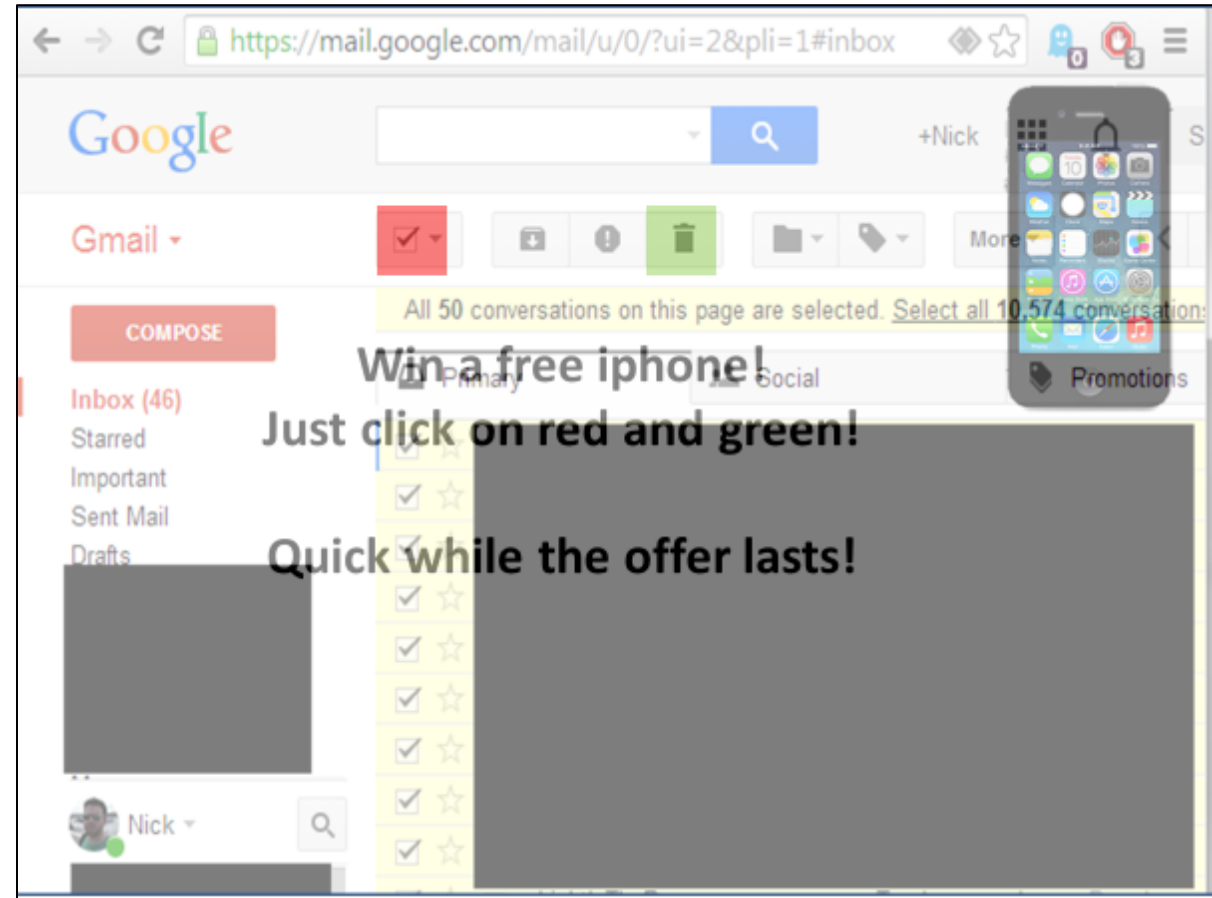 https://mail.google.com/mail/u/0/?ui=2&pli=1#inbox
0
3
Google
+Nick
S
Gmail
More
COMPOSE
All 50 conversations on this page are selected. Select all 10,574 conversations
Win a free iphone!
Primary
Social
Promotions
Inbox (46)
Just click on red and green!
Starred
Important
Sent Mail
Drafts
Quick while the offer lasts!
Nick